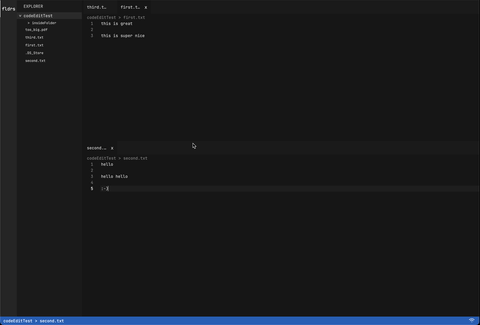 fldrs
EXPLORER
codeEditTest
insideFolder
too_big.pdf
third.txt
first.txt
.DS_Store
second.txt
third.t… first.t… x
codeEditTest > first.txt
1 this is great
2
3 this is super nice
second.… x
codeEditTest > second.txt
1 hello
2
3 hello hello
4
5
codeEditTest > second.txt